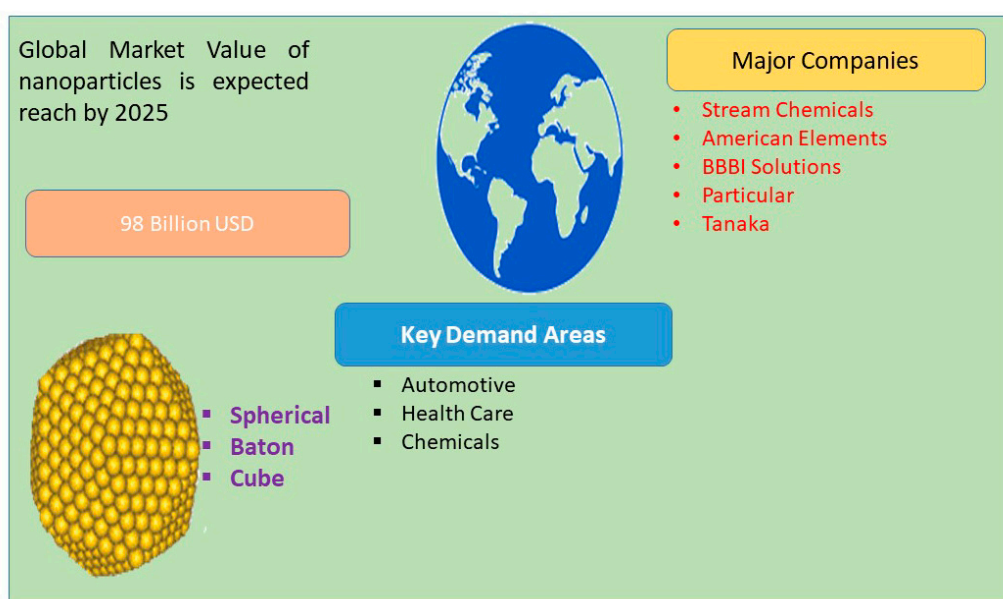 Global Market Value of
nanoparticles is expected
reach by 2025
98 Billion USD
Major Companies
• Stream Chemicals
• American Elements
• BBBI Solutions
• Particular
• Tanaka
Key Demand Areas
▪ Automotive
▪ Health Care
▪ Chemicals
▪ Spherical
▪ Baton
▪ Cube